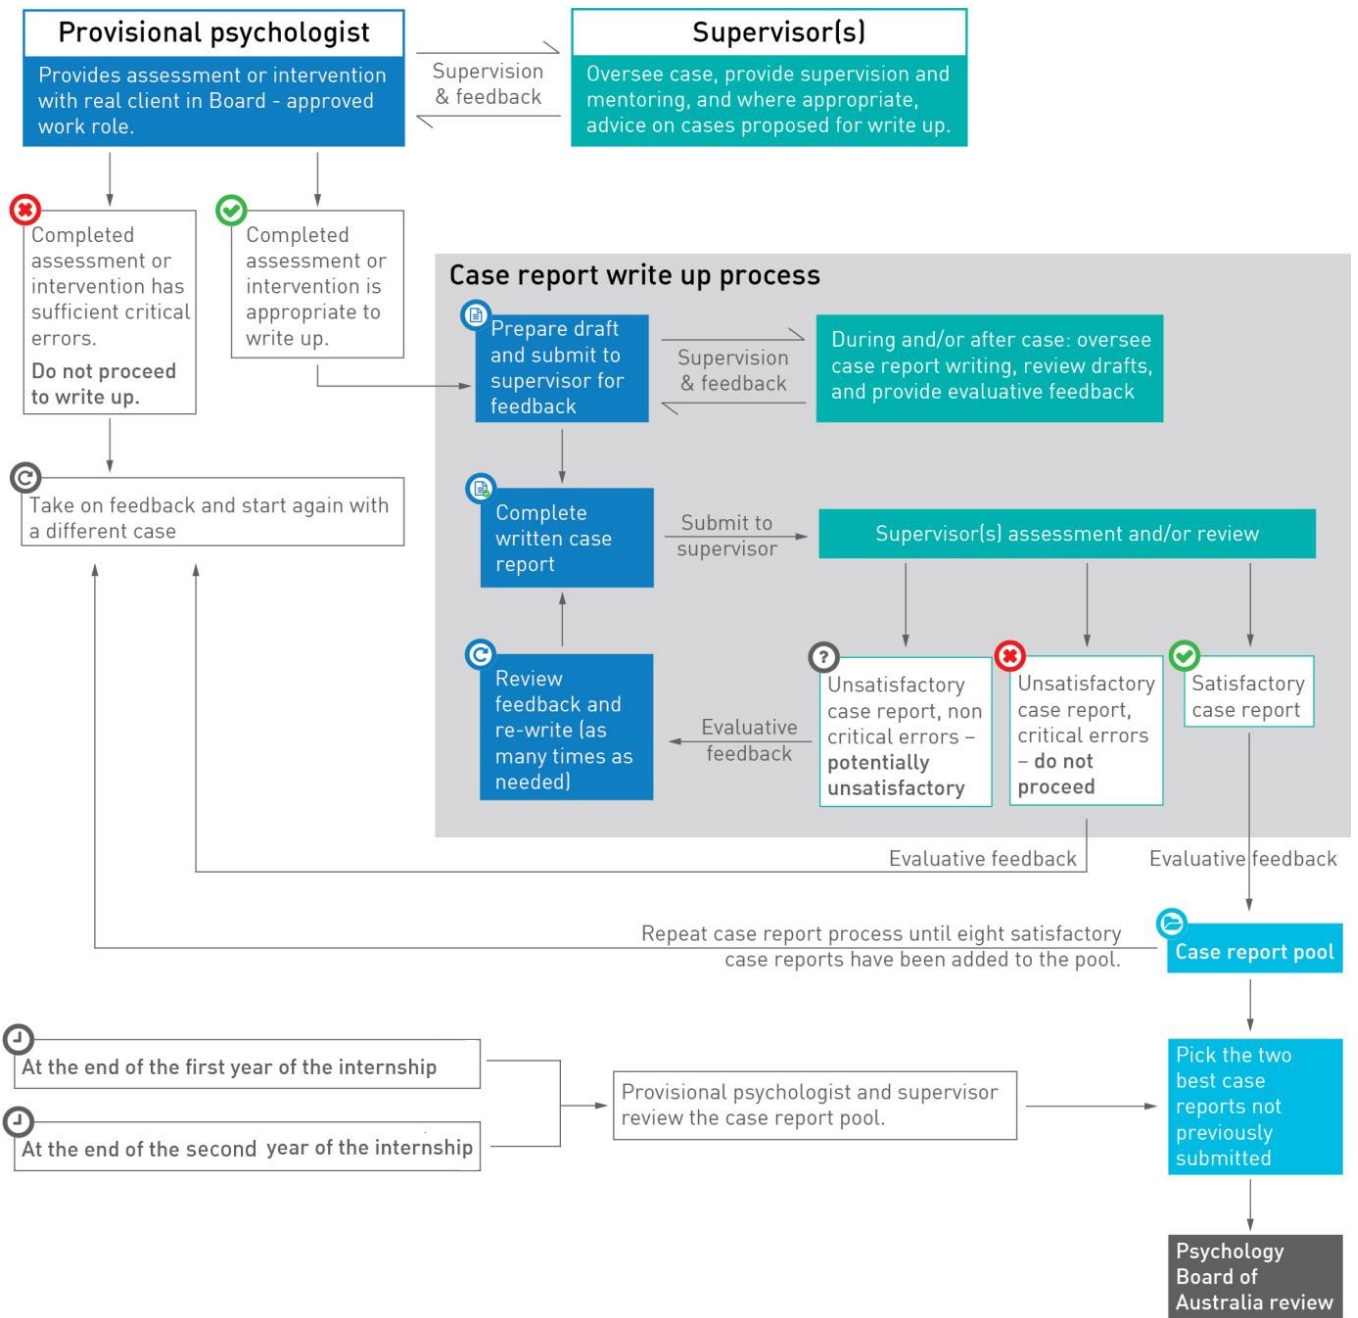 Provisional psychologist
Provides assessment or intervention
with real client in Board - approved
work role.
Supervision
& feedback
Supervisor(s)
Oversee case, provide supervision and
mentoring, and where appropriate,
advice on cases proposed for write up.
Completed
assessment or
intervention has
sufficient critical
errors.
Do not proceed
to write up.
Completed
assessment or
intervention is
appropriate to
write up.
Take on feedback and start again with
a different case
Case report write up process
Prepare draft
and submit to
supervisor for
feedback
Supervision
& feedback
During and/or after case: oversee
case report writing, review drafts,
and provide evaluative feedback
Complete
written case
report
Submit to
supervisor
Supervisor(s) assessment and/or review
Review
feedback and
re-write (as
many times as
needed)
Evaluative
feedback
Unsatisfactory
case report, non
critical errors –
potentially
unsatisfactory
Unsatisfactory
case report,
critical errors
– do not
proceed
Satisfactory
case report
Evaluative feedback
Evaluative feedback
Repeat case report process until eight satisfactory
case reports have been added to the pool.
Case report pool
At the end of the first year of the internship
At the end of the second year of the internship
Provisional psychologist and supervisor
review the case report pool.
Pick the two
best case
reports not
previously
submitted
Psychology
Board of
Australia review